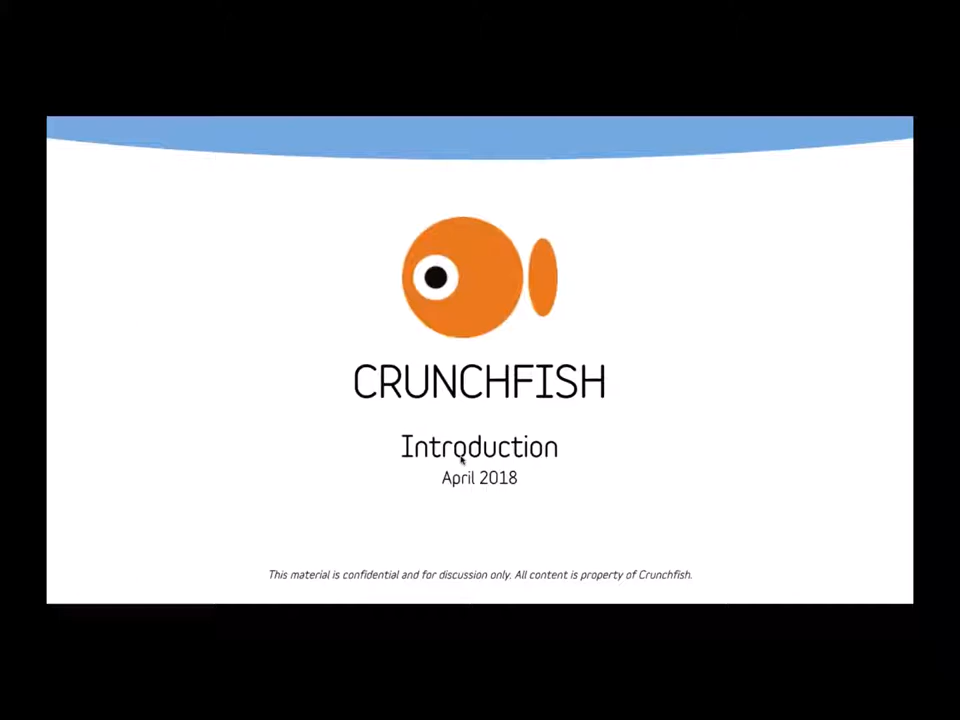 CRUNCHFISH
Introduction
April 2018
This material is confidential and for discussion only. All content is property of Crunchfish.